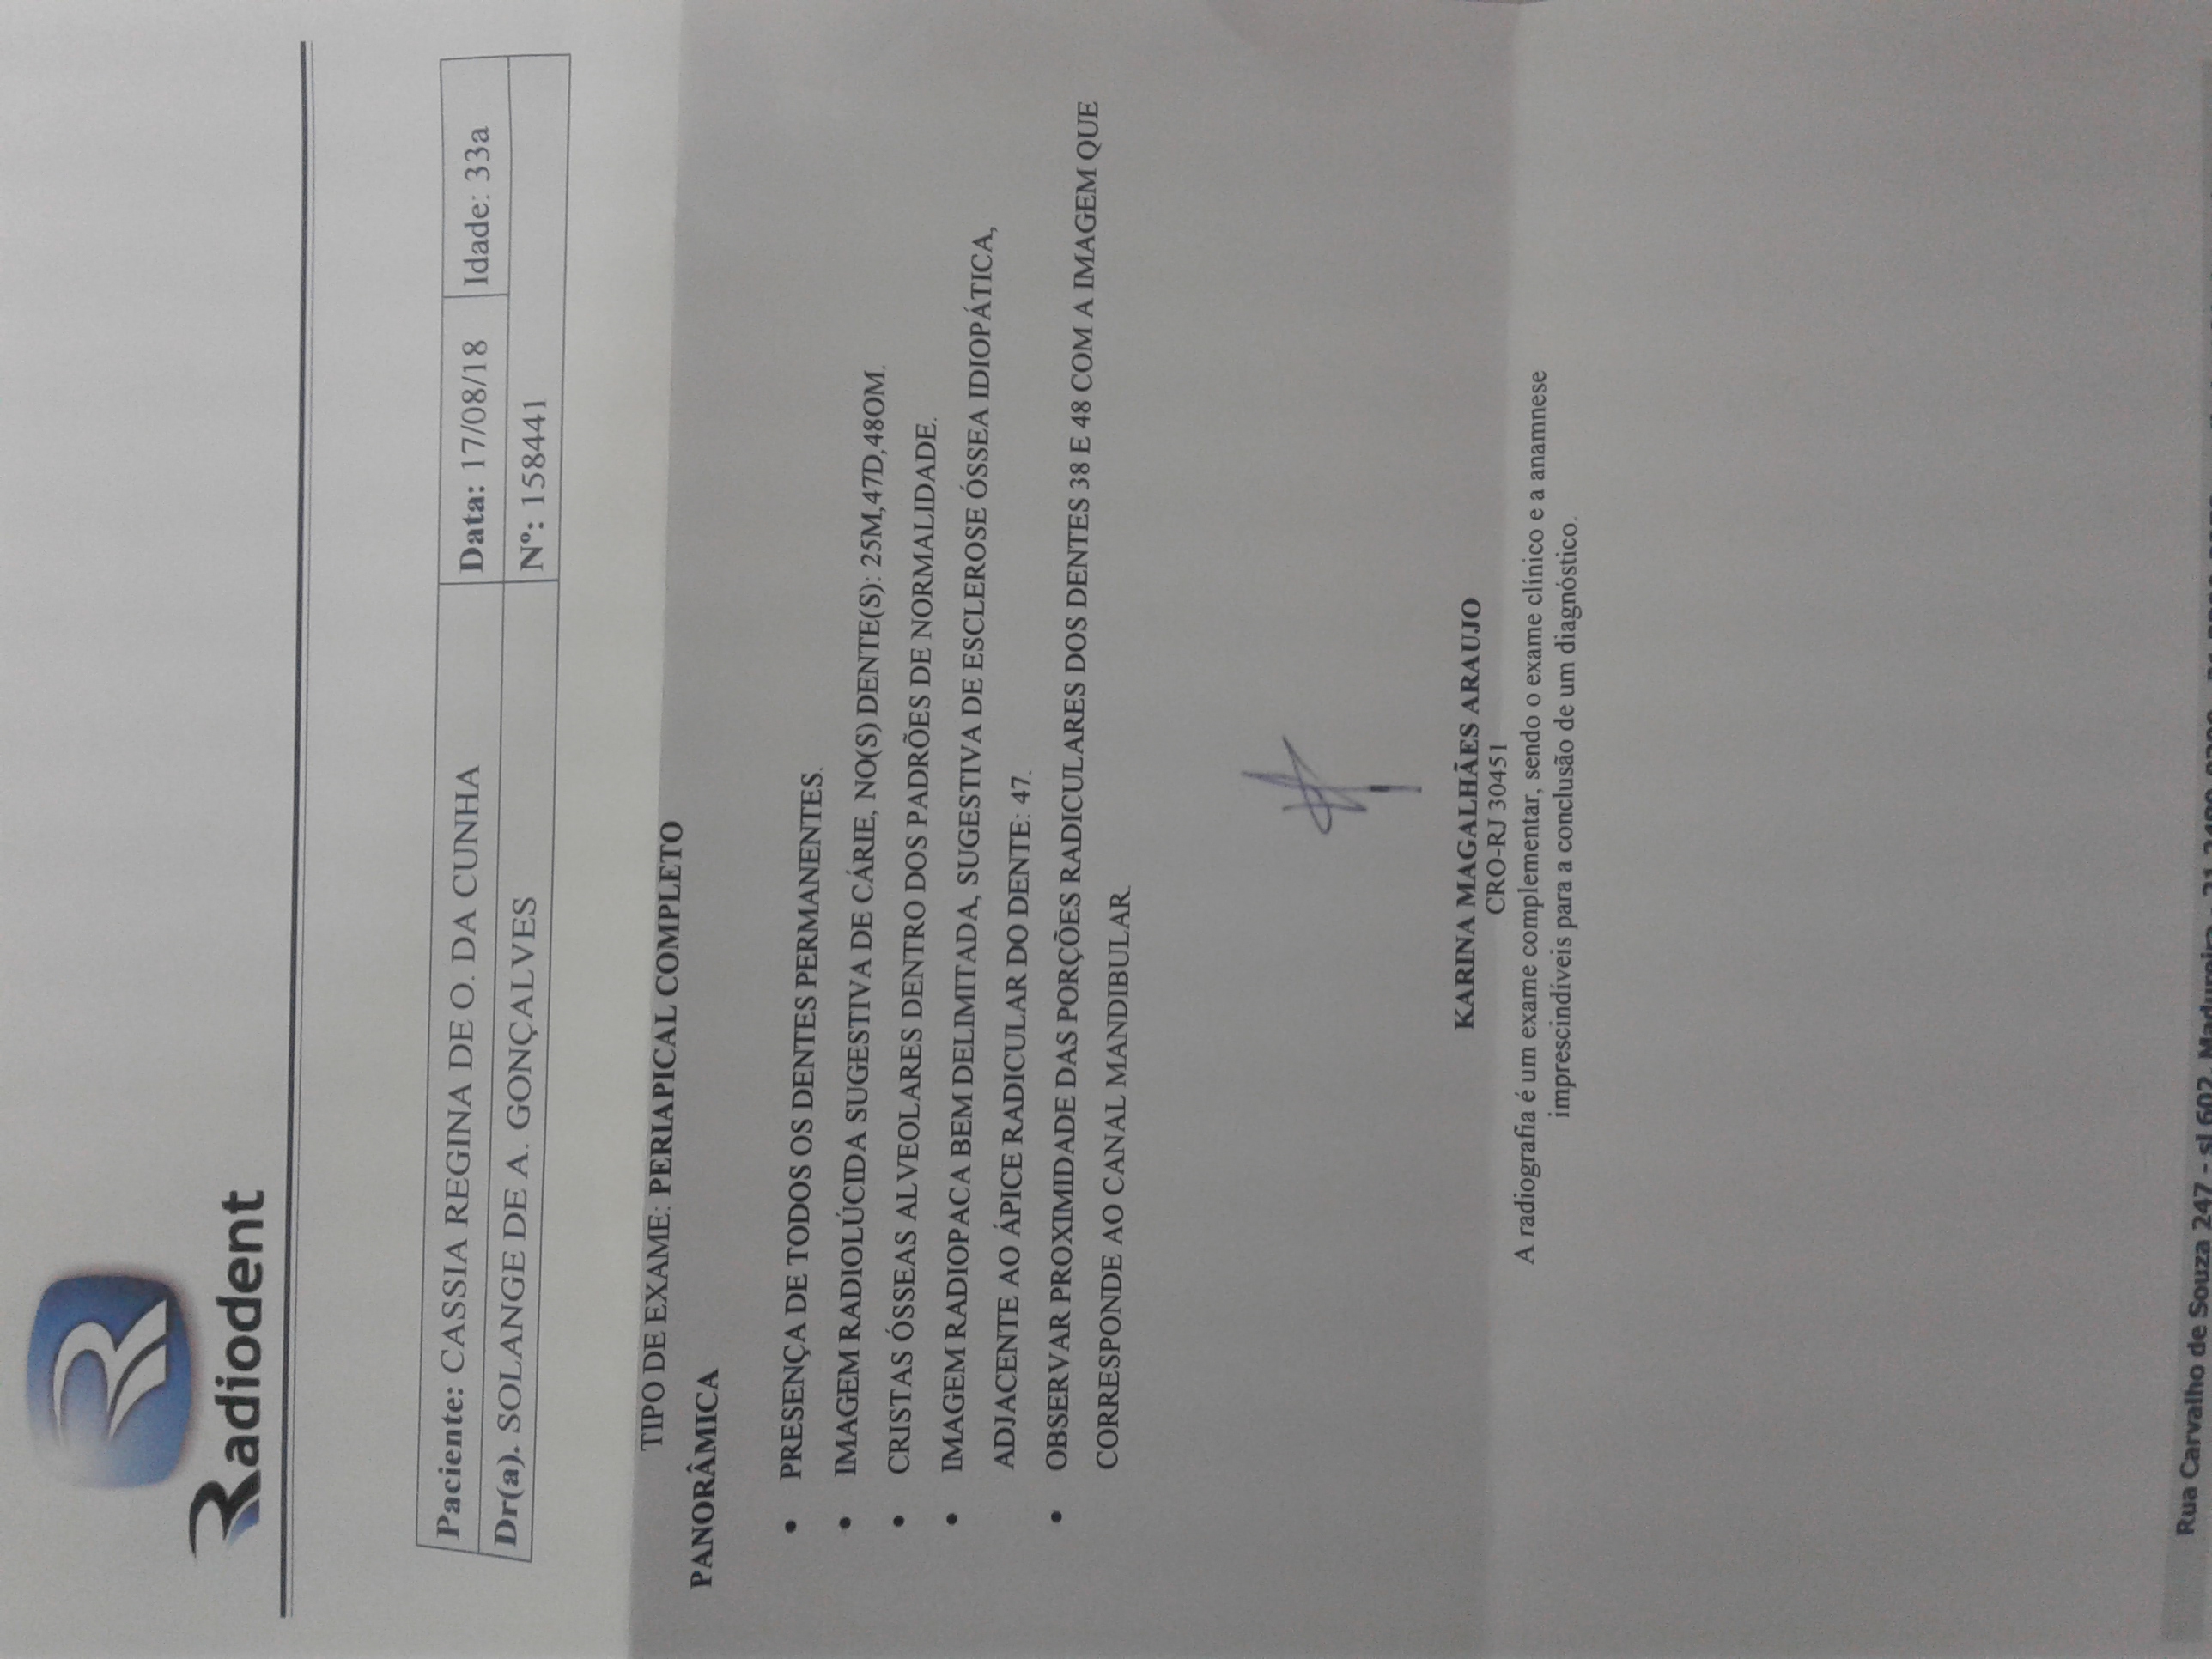 Radiodent
Paciente: CASSIA REGINA DE O. DA CUNHA Data: 17/08/18 Idade: 33a
Dr(a). SOLANGE DE A. GONÇALVES Nº: 158441
TIPO DE EXAME: PERIAPICAL COMPLETO
PANORÂMICA
• PRESENÇA DE TODOS OS DENTES PERMANENTES.
• IMAGEM RADIOLÚCIDA SUGESTIVA DE CÁRIE, NO(S) DENTE(S): 25M,47D,48OM.
• CRISTAS ÓSSEAS ALVEOLARES DENTRO DOS PADRÕES DE NORMALIDADE.
• IMAGEM RADIOPACA BEM DELIMITADA, SUGESTIVA DE ESCLEROSE ÓSSEA IDIOPÁTICA,
ADJACENTE AO ÁPICE RADICULAR DO DENTE: 47.
• OBSERVAR PROXIMIDADE DAS PORÇÕES RADICULARES DOS DENTES 38 E 48 COM A IMAGEM QUE
CORRESPONDE AO CANAL MANDIBULAR.
KARINA MAGALHÃES ARAUJO
CRO-RJ 30451
A radiografia é um exame complementar, sendo o exame clínico e a anamnese
imprescindíveis para a conclusão de um diagnóstico.
Rua Carvalho de Souza 247 - sl 602, Madureira